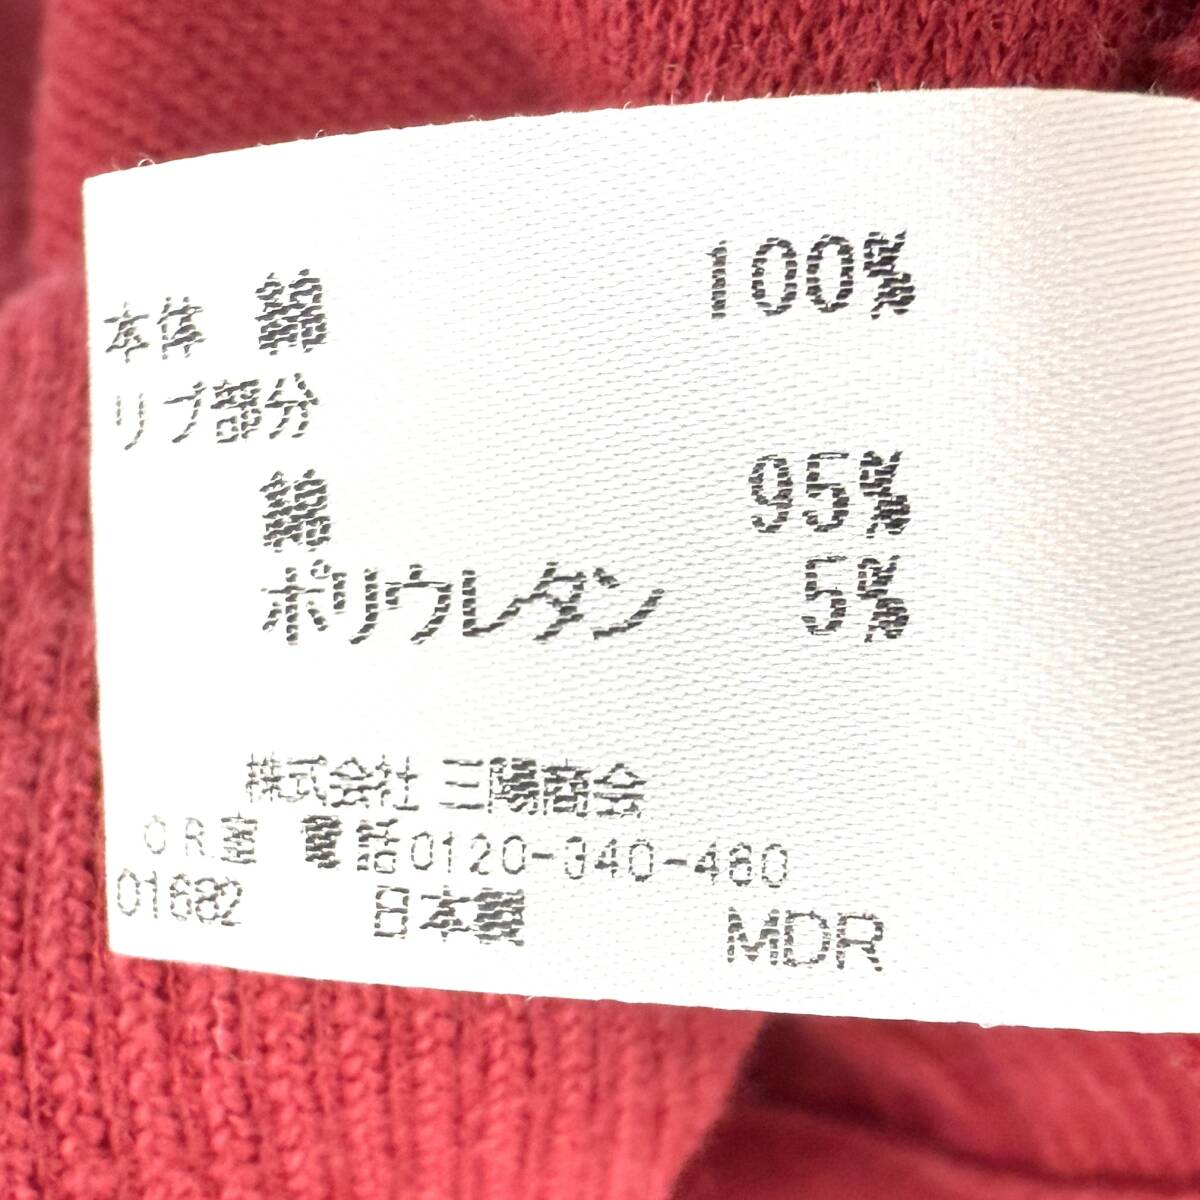 本体 綿 100%
リブ部分
綿 95%
ポリウレタン 5%
株式会社 三陽商会
CR室 電話0120-340-460
01682 日本製 MDR